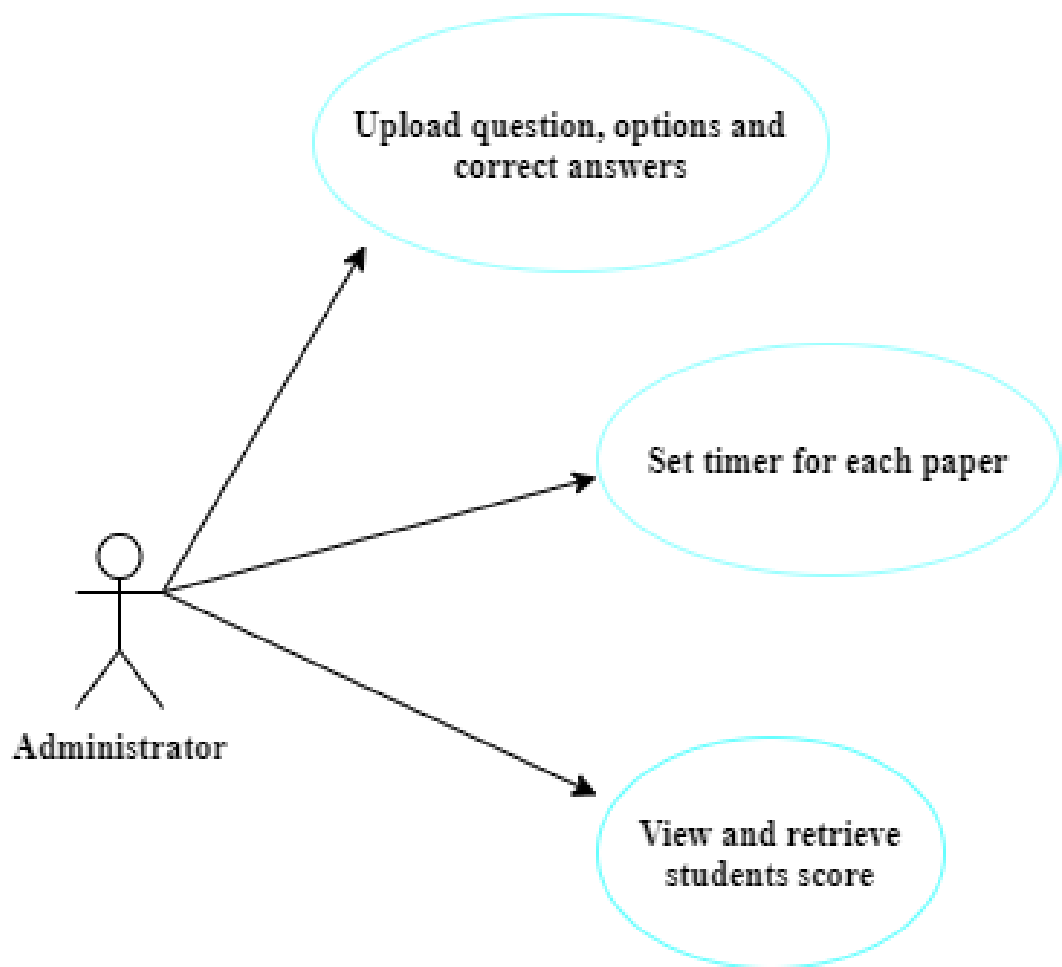 Upload question, options and
correct answers
Set timer for each paper
Administrator
View and retrieve
students score